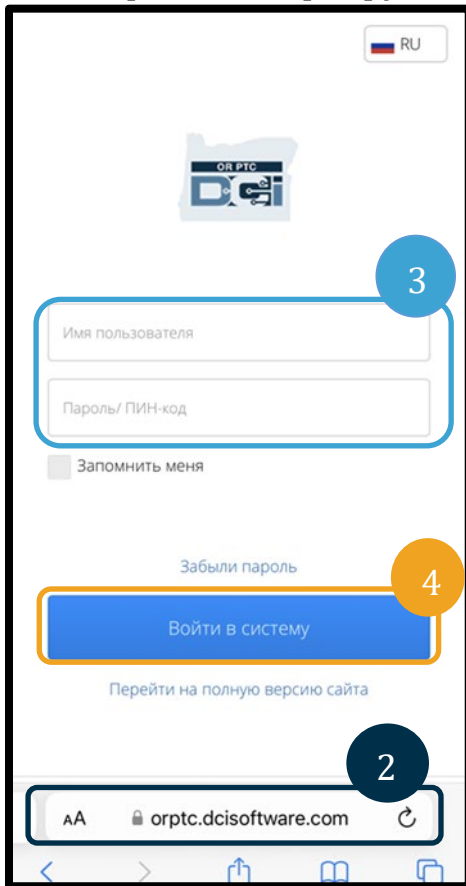 RU
OR PTC
DCi
3
Имя пользователя
Пароль/ ПИН-код
Запомнить меня
Забыли пароль
4
Войти в систему
Перейти на полную версию сайта
2
AA orptc.dcisoftware.com